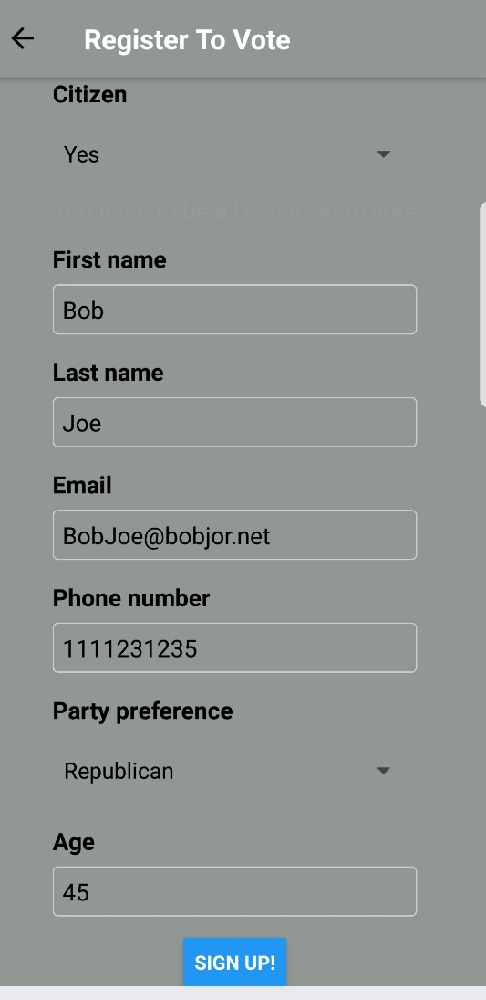 Register To Vote
Citizen
Yes
You have to be a US citizen to vote
First name
Bob
Last name
Joe
Email
BobJoe@bobjor.net
Phone number
1111231235
Party preference
Republican
Age
45
SIGN UP!